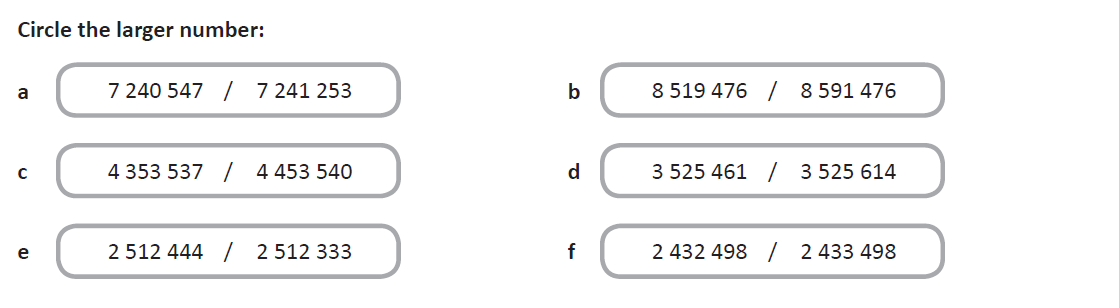 Circle the larger number:
a 7 240 547 / 7 241 253
b 8 519 476 / 8 591 476
c 4 353 537 / 4 453 540
d 3 525 461 / 3 525 614
e 2 512 444 / 2 512 333
f 2 432 498 / 2 433 498